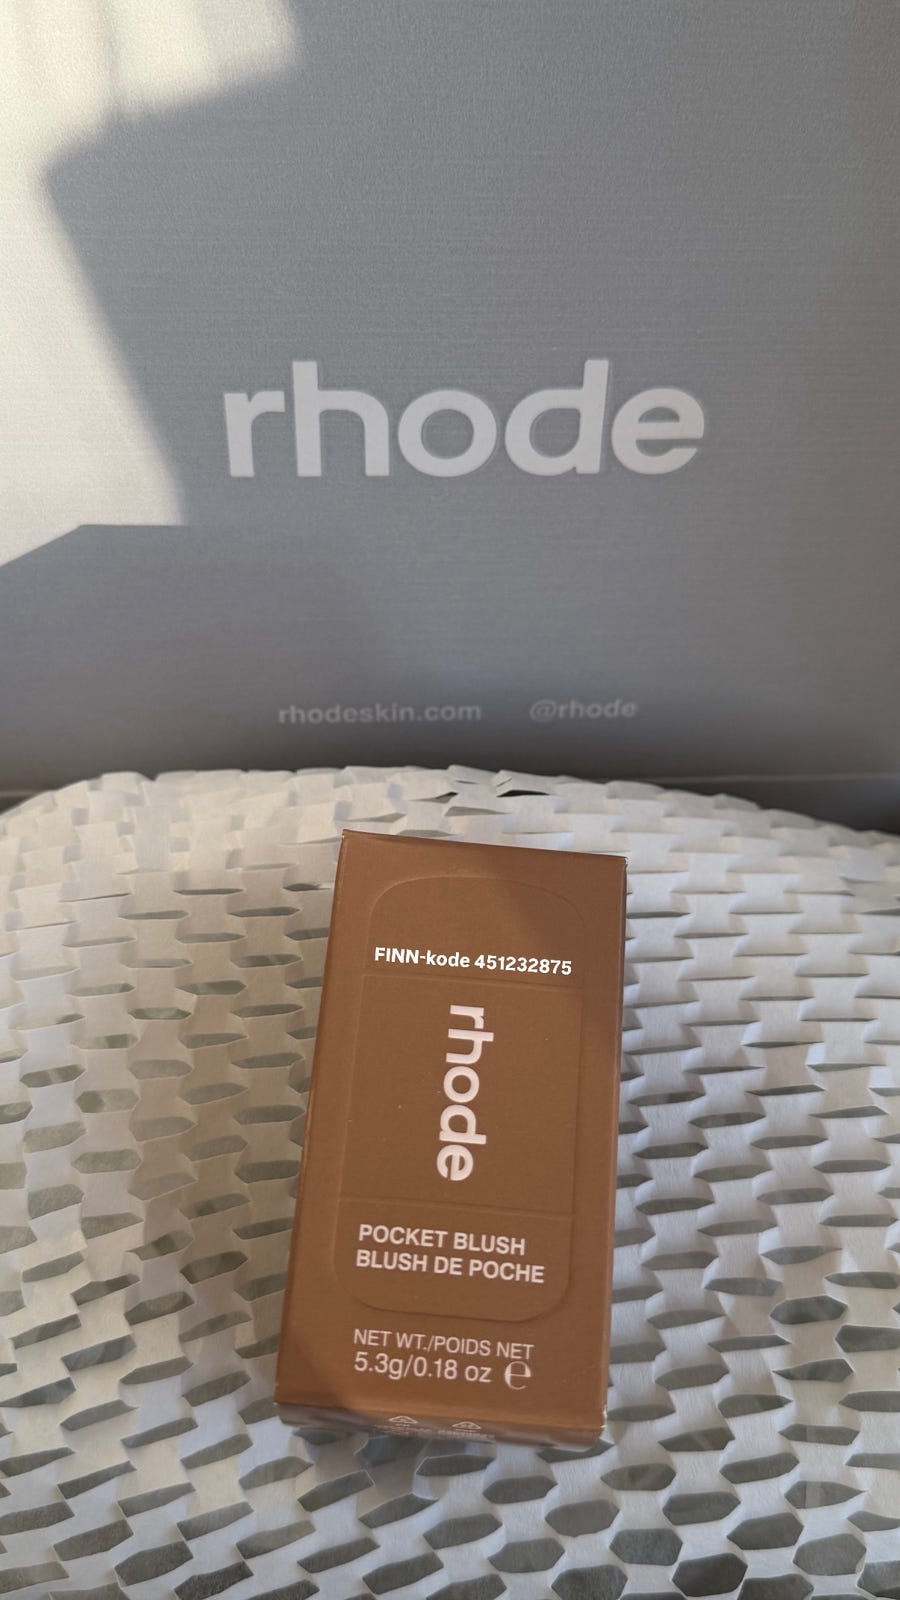 rhode
rhodeskin.com @rhode
FINN-kode 451232875
rhode
POCKET BLUSH
BLUSH DE POCHE
NET WT./POIDS NET
5.3g/0.18 oz ℮